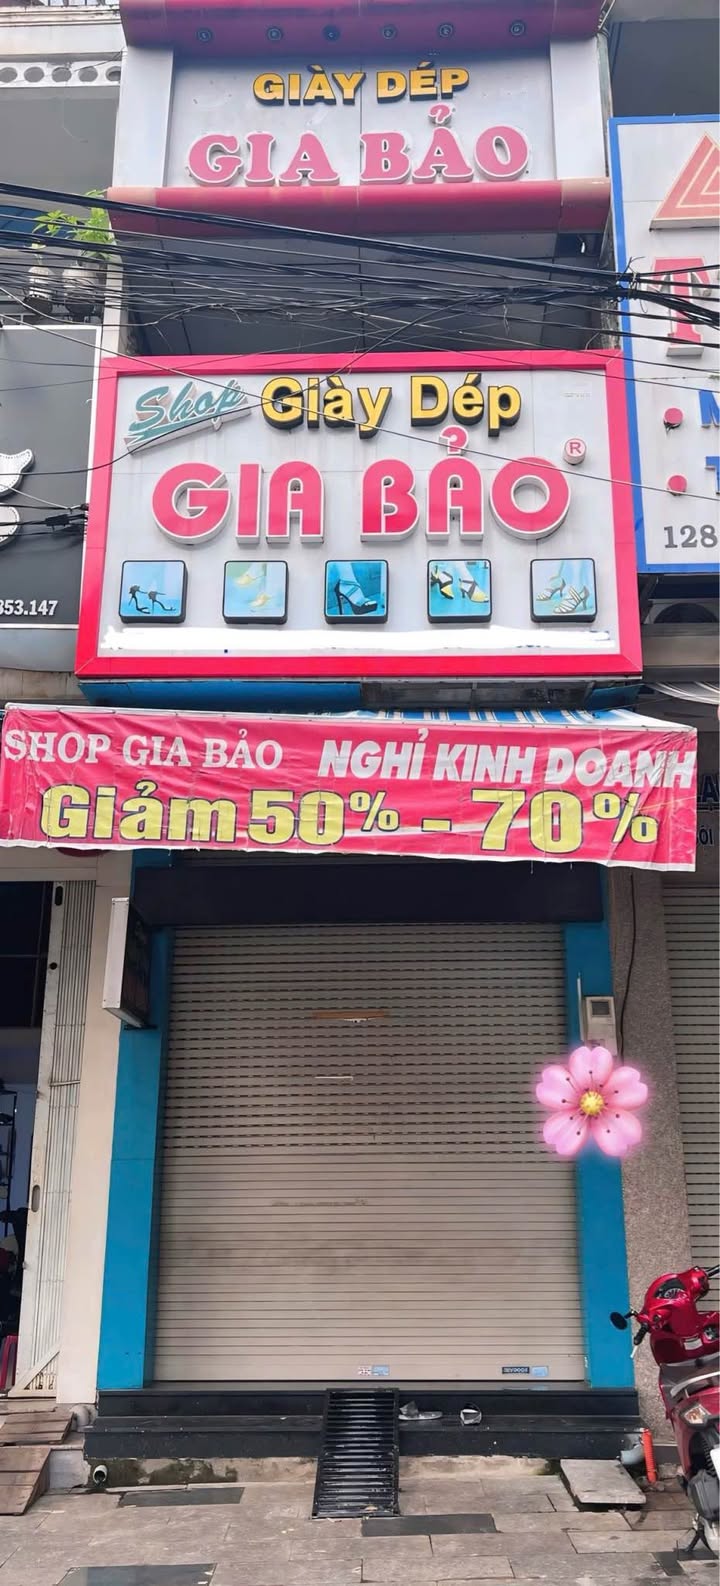 GIÀY DÉP
GIA BẢO
Shop Giày Dép
GIA BẢO ®
128
353.147
SHOP GIA BẢO NGHỈ KINH DOANH
Giảm 50% - 70%